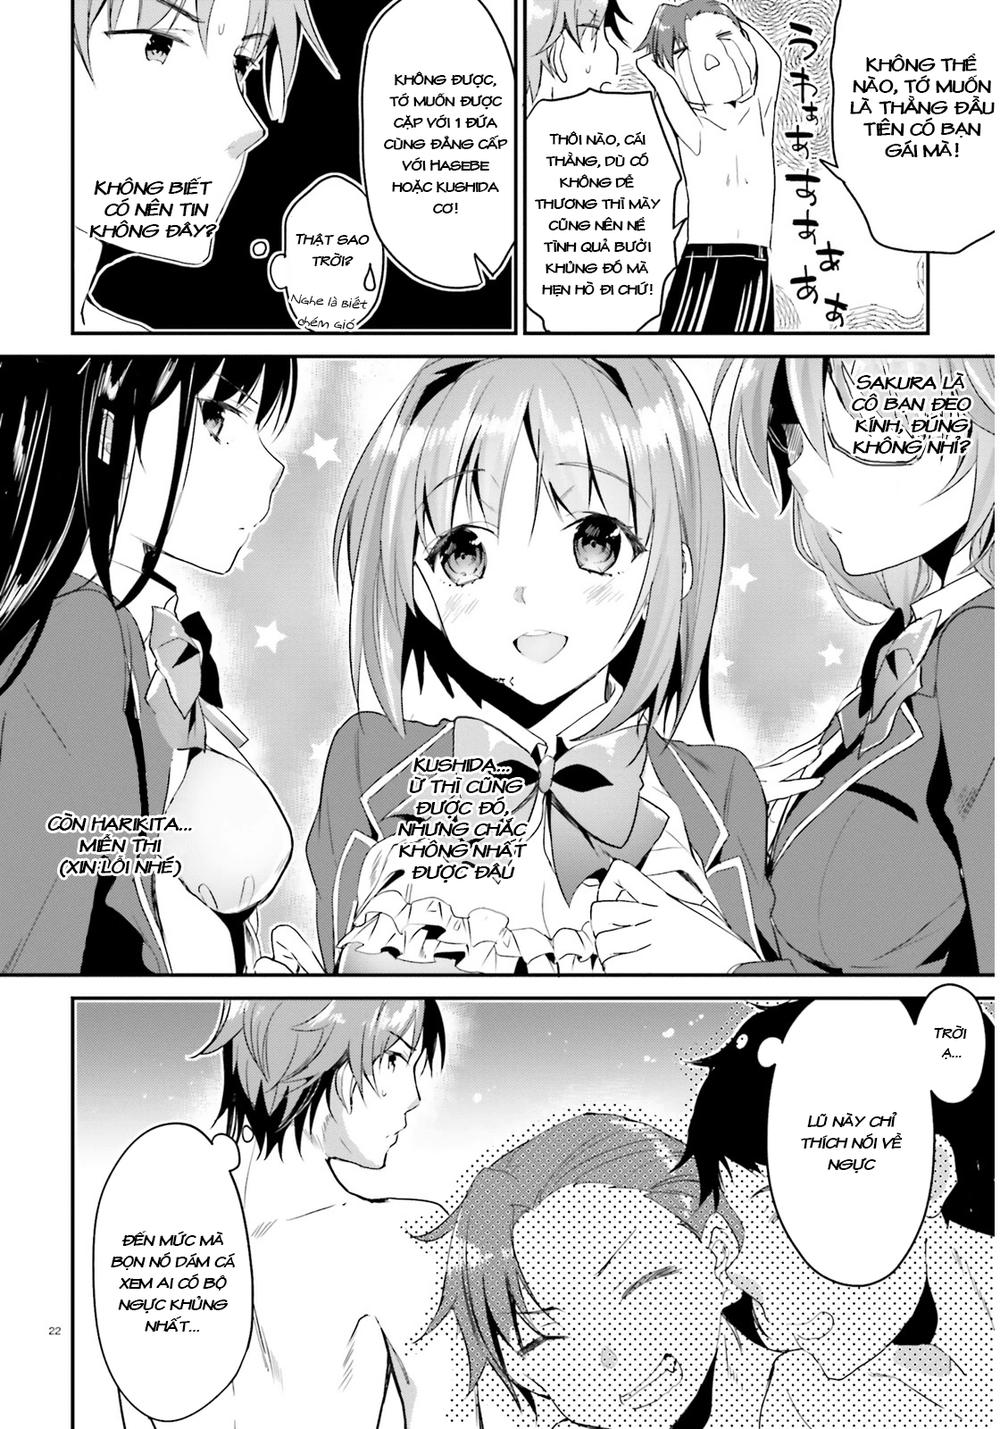 KHÔNG THỂ
NÀO, TỚ MUỐN
LÀ THẰNG ĐẦU
TIÊN CÓ BẠN
GÁI MÀ!
うわぁぁぁぁぁぁ
THÔI NÀO, CÁI
THẰNG, DÙ CÓ
KHÔNG DỄ
THƯƠNG THÌ MÀY
CŨNG NÊN NỂ
TÌNH QUẢ BƯỞI
KHỦNG ĐÓ MÀ
HẸN HÒ ĐI CHỨ!
KHÔNG ĐƯỢC,
TỚ MUỐN ĐƯỢC
CẶP VỚI 1 ĐỨA
CÙNG ĐẲNG CẤP
VỚI HASEBE
HOẶC KUSHIDA
CƠ!
THẬT SAO
TRỜI?
Nghe là biết
chém gió
KHÔNG BIẾT
CÓ NÊN TIN
KHÔNG ĐÂY?
SAKURA LÀ
CÔ BẠN ĐEO
KÍNH, ĐÚNG
KHÔNG NHỈ?
KUSHIDA...
Ừ THÌ CŨNG
ĐƯỢC ĐÓ,
NHƯNG CHẮC
KHÔNG NHẤT
ĐƯỢC ĐÂU
CÒN HARIKITA...
MIỄN THI
(XIN LỖI NHÉ)
TRỜI
Ạ...
LŨ NÀY CHỈ
THÍCH NÓI VỀ
NGỰC
ĐẾN MỨC MÀ
BỌN NÓ DÁM CÁ
XEM AI CÓ BỘ
NGỰC KHỦNG
NHẤT...
22